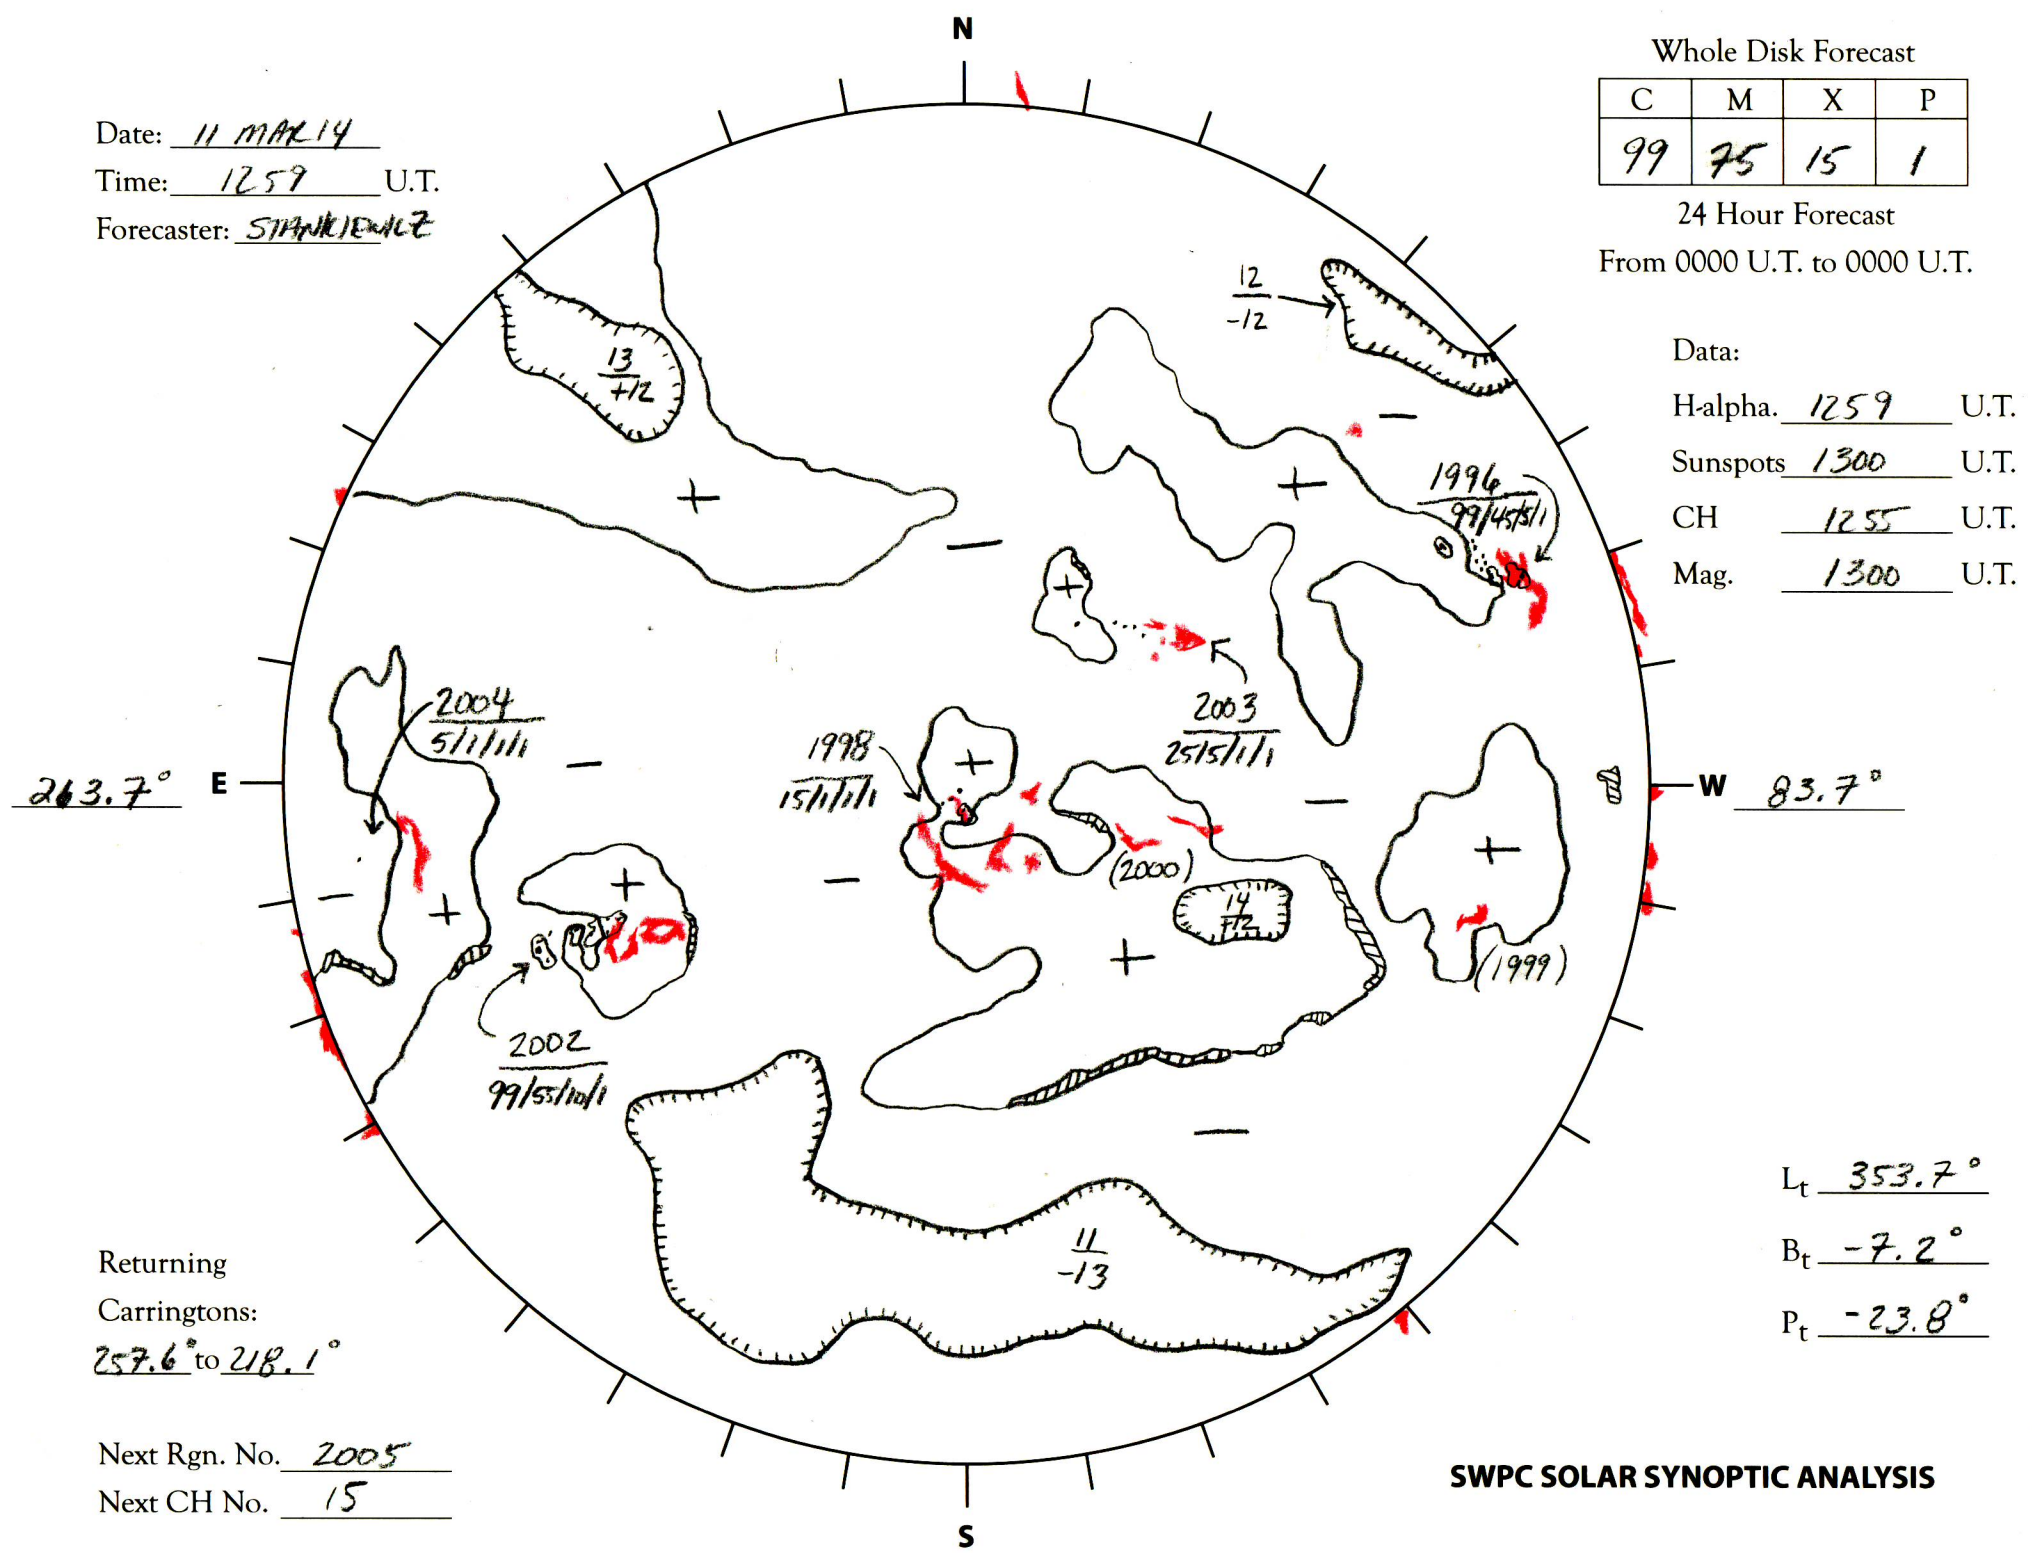 N
Whole Disk Forecast
C M X P
99 75 15 1
24 Hour Forecast
From 0000 U.T. to 0000 U.T.
Date: 11 MAR 14
Time: 1259 U.T.
Forecaster: STANKIEWICZ
12
-12
13
+12
Data:
H-alpha. 1259 U.T.
Sunspots 1300 U.T.
CH 1255 U.T.
Mag. 1300 U.T.
1996
99/45/5/1
+
+
+
2004
5/1/1/1
2003
25/5/1/1
1998
15/1/1/1
+
263.7° E
W 83.7°
(2000)
+
+
+
14
+12
+
(1999)
2002
99/55/10/1
11
-13
Lt 353.7°
Bt -7.2°
Pt -23.8°
Returning
Carringtons:
257.6° to 218.1°
Next Rgn. No. 2005
Next CH No. 15
SWPC SOLAR SYNOPTIC ANALYSIS
S